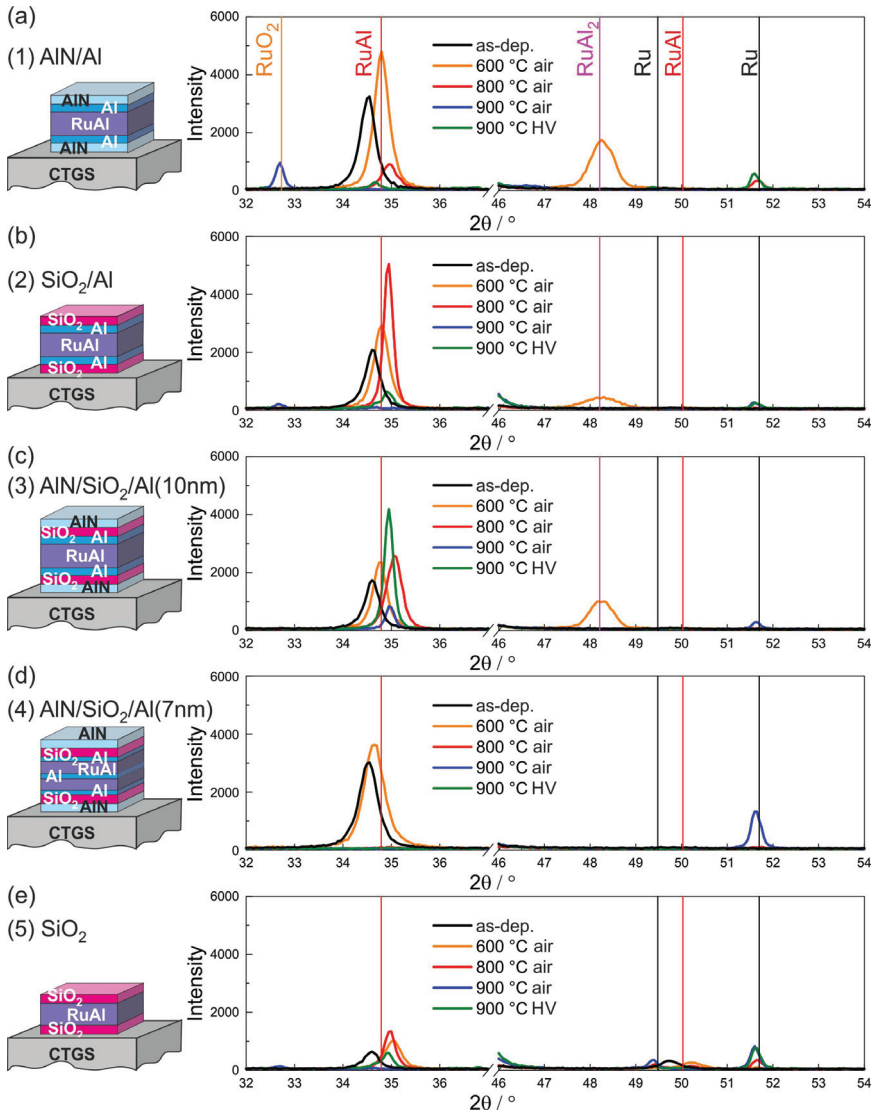 (a)
(1) AlN/Al
AlN
Al
RuAl
Al
AlN
CTGS
Intensity
6000
4000
2000
0
RuO2
RuAl
RuAl2
Ru
RuAl
Ru
as-dep.
600 °C air
800 °C air
900 °C air
900 °C HV
32 33 34 35 36 46 47 48 49 50 51 52 53 54
2θ / °
(b)
(2) SiO2/Al
SiO2
Al
RuAl
Al
SiO2
CTGS
Intensity
6000
4000
2000
0
as-dep.
600 °C air
800 °C air
900 °C air
900 °C HV
32 33 34 35 36 46 47 48 49 50 51 52 53 54
2θ / °
(c)
(3) AlN/SiO2/Al(10nm)
AlN
SiO2
Al
RuAl
Al
SiO2
AlN
CTGS
Intensity
6000
4000
2000
0
as-dep.
600 °C air
800 °C air
900 °C air
900 °C HV
32 33 34 35 36 46 47 48 49 50 51 52 53 54
2θ / °
(d)
(4) AlN/SiO2/Al(7nm)
AlN
SiO2
Al
RuAl
Al
SiO2
AlN
CTGS
Intensity
6000
4000
2000
0
as-dep.
600 °C air
800 °C air
900 °C air
900 °C HV
32 33 34 35 36 46 47 48 49 50 51 52 53 54
2θ / °
(e)
(5) SiO2
SiO2
RuAl
SiO2
CTGS
Intensity
6000
4000
2000
0
as-dep.
600 °C air
800 °C air
900 °C air
900 °C HV
32 33 34 35 36 46 47 48 49 50 51 52 53 54
2θ / °